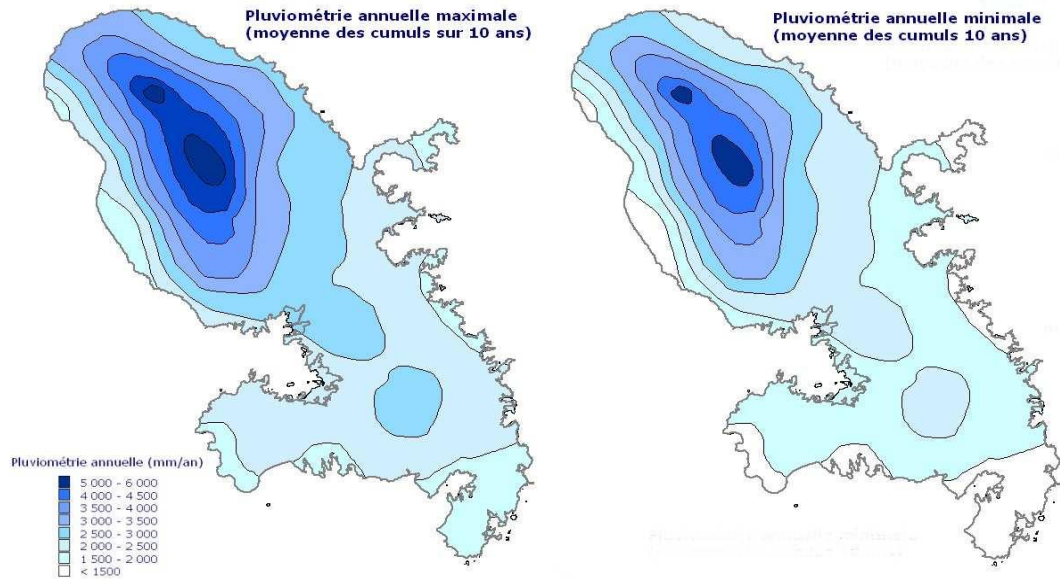 Pluviométrie annuelle maximale
(moyenne des cumuls sur 10 ans)
Pluviométrie annuelle minimale
(moyenne des cumuls 10 ans)
Pluviométrie annuelle (mm/an)
5 000 - 6 000
4 000 - 4 500
3 500 - 4 000
3 000 - 3 500
2 500 - 3 000
2 000 - 2 500
1 500 - 2 000
< 1500